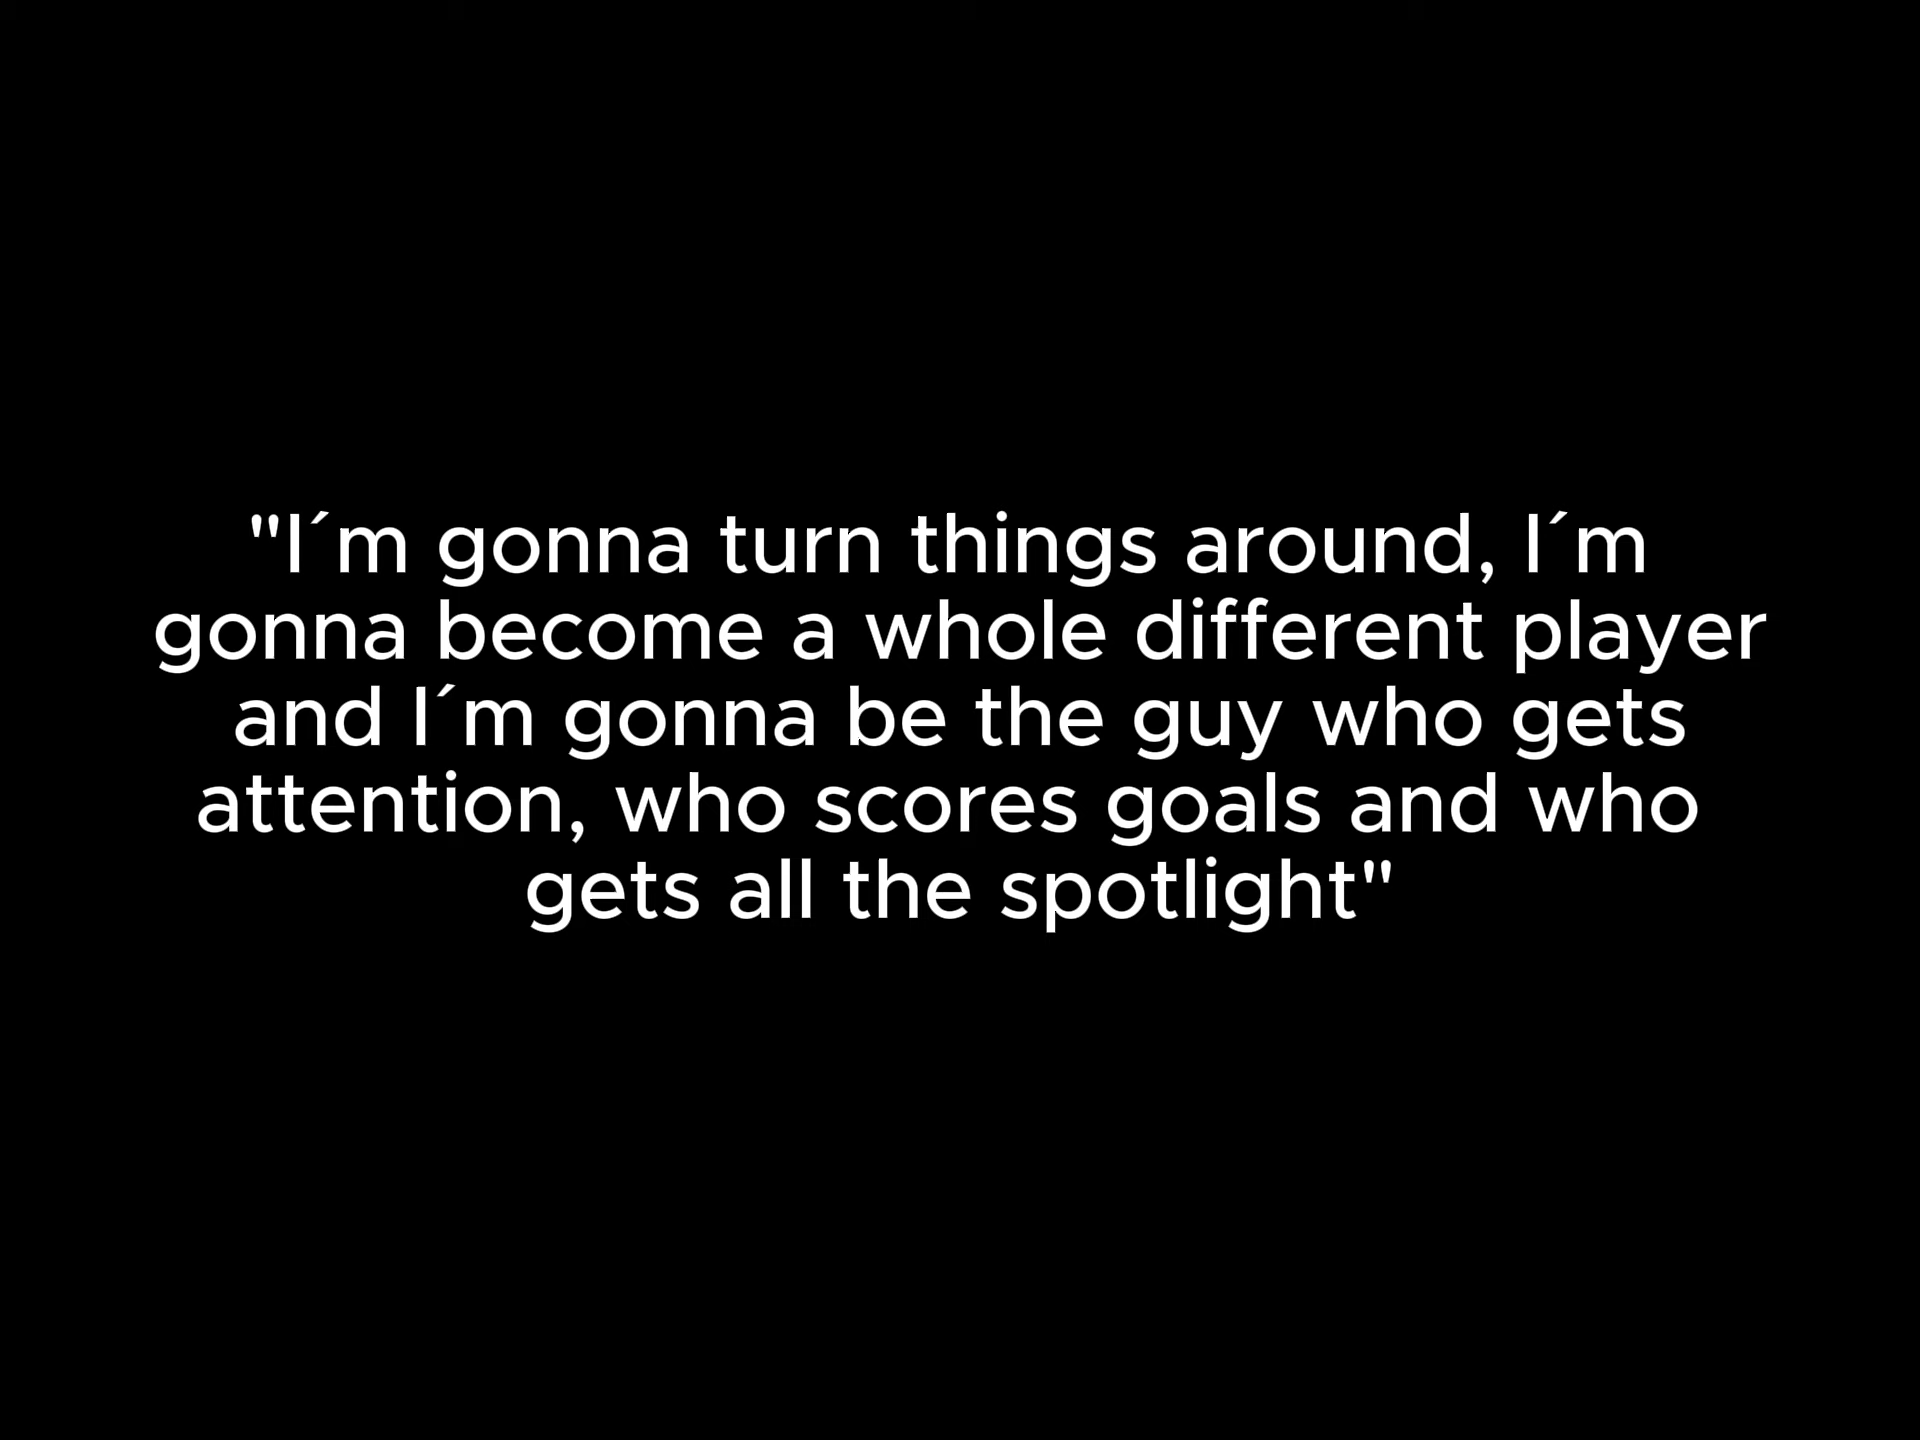 "I´m gonna turn things around, I´m
gonna become a whole different player
and I´m gonna be the guy who gets
attention, who scores goals and who
gets all the spotlight"